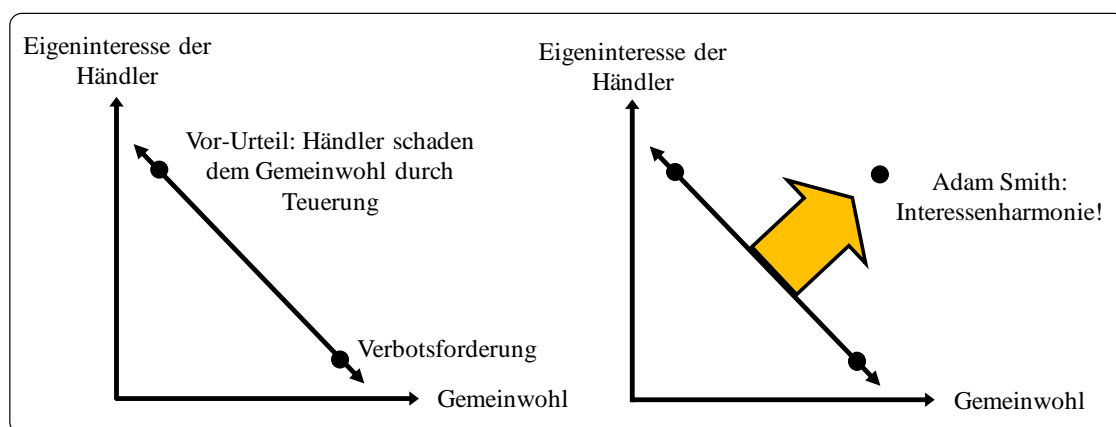 Eigeninteresse der
Händler
Vor-Urteil: Händler schaden
dem Gemeinwohl durch
Teuerung
Verbotsforderung
Gemeinwohl
Eigeninteresse der
Händler
Adam Smith:
Interessenharmonie!
Gemeinwohl